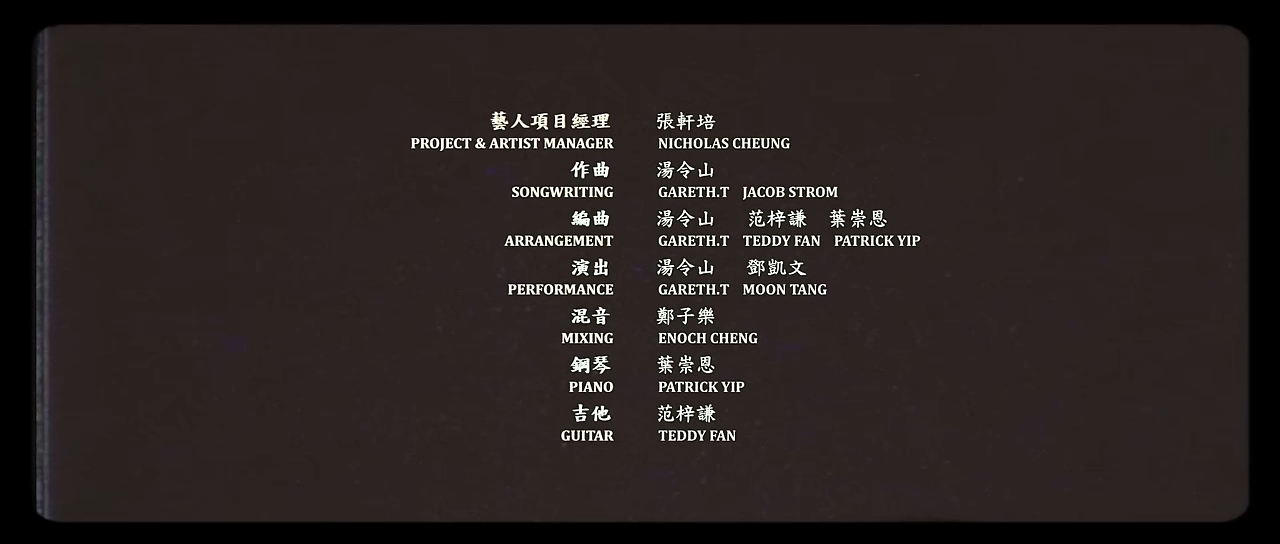 藝人項目經理 張軒培
PROJECT & ARTIST MANAGER NICHOLAS CHEUNG
作曲 湯令山
SONGWRITING GARETH.T JACOB STROM
編曲 湯令山 范梓謙 葉崇恩
ARRANGEMENT GARETH.T TEDDY FAN PATRICK YIP
演出 湯令山 鄧凱文
PERFORMANCE GARETH.T MOON TANG
混音 鄭子樂
MIXING ENOCH CHENG
鋼琴 葉崇恩
PIANO PATRICK YIP
吉他 范梓謙
GUITAR TEDDY FAN